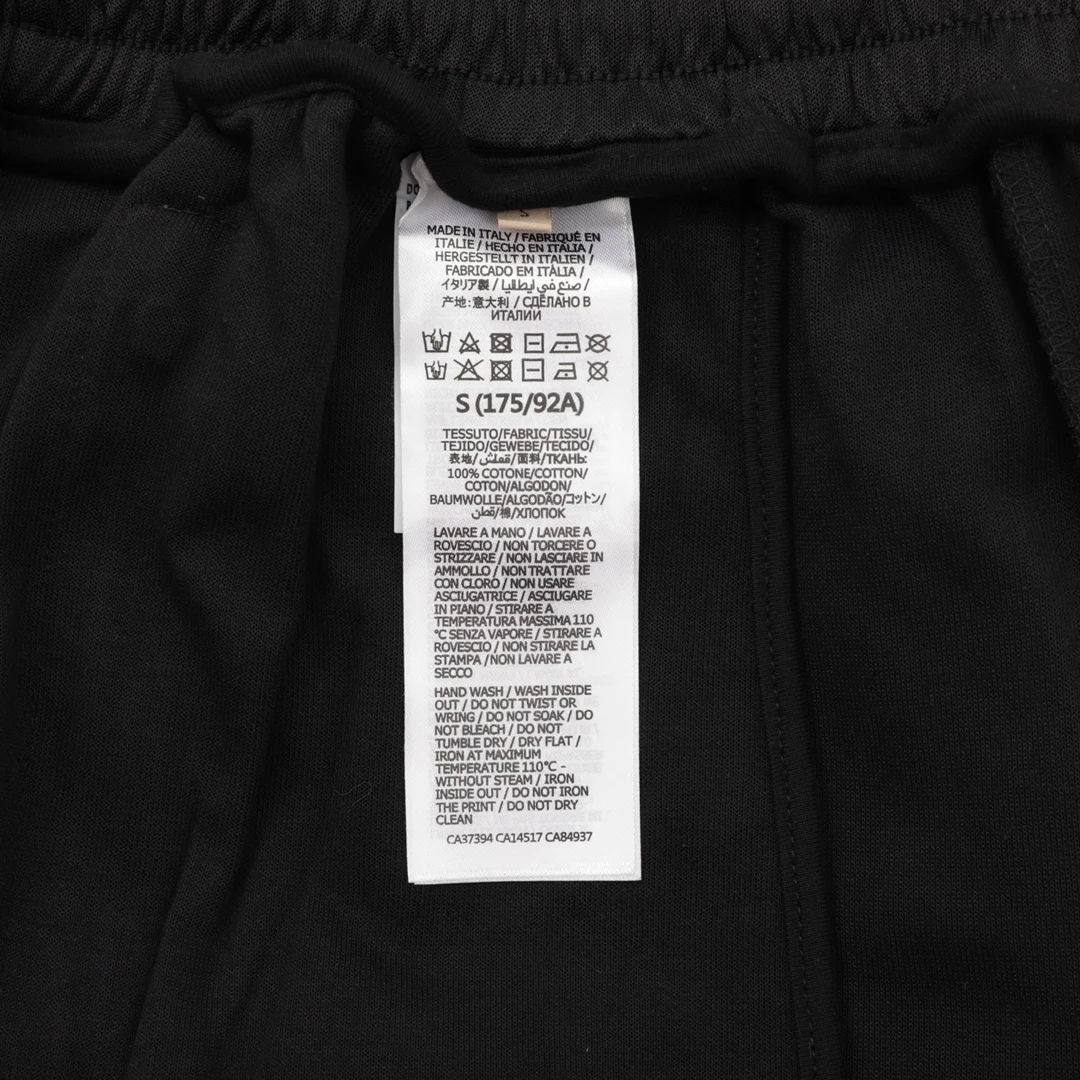 DO
MADE IN ITALY / FABRIQUÉ EN
ITALIE / HECHO EN ITALIA /
HERGESTELLT IN ITALIEN /
FABRICADO EM ITÁLIA /
イタリア製 / صنع في إيطاليا /
产地:意大利 / СДЕЛАНО В
ИТАЛИИ
S (175/92A)
TESSUTO/FABRIC/TISSU/
TEJIDO/GEWEBE/TECIDO/
表地/قماش/面料/ТКАНЬ:
100% COTONE/COTTON/
COTON/ALGODÓN/
BAUMWOLLE/ALGODÃO/コットン/
قطن/棉/ХЛОПОК
LAVARE A MANO / LAVARE A
ROVESCIO / NON TORCERE O
STRIZZARE / NON LASCIARE IN
AMMOLLO / NON TRATTARE
CON CLORO / NON USARE
ASCIUGATRICE / ASCIUGARE
IN PIANO / STIRARE A
TEMPERATURA MASSIMA 110
°C SENZA VAPORE / STIRARE A
ROVESCIO / NON STIRARE LA
STAMPA /NON LAVARE A
SECCO
HAND WASH / WASH INSIDE
OUT / DO NOT TWIST OR
WRING / DO NOT SOAK / DO
NOT BLEACH / DO NOT
TUMBLE DRY / DRY FLAT /
IRON AT MAXIMUM
TEMPERATURE 110°C -
WITHOUT STEAM / IRON
INSIDE OUT / DO NOT IRON
THE PRINT / DO NOT DRY
CLEAN
CA37394 CA14517 CA84937